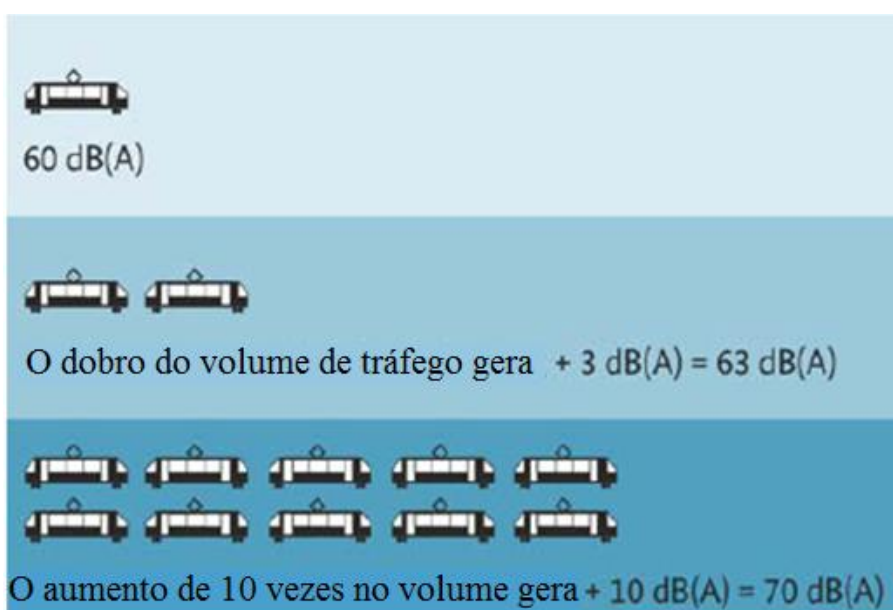 60 dB(A)
O dobro do volume de tráfego gera + 3 dB(A) = 63 dB(A)
O aumento de 10 vezes no volume gera + 10 dB(A) = 70 dB(A)